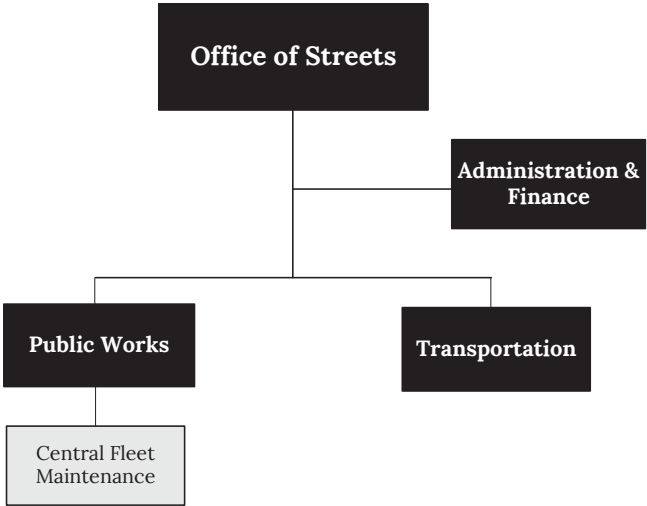 Office of Streets
Administration &
Finance
Public Works
Transportation
Central Fleet
Maintenance